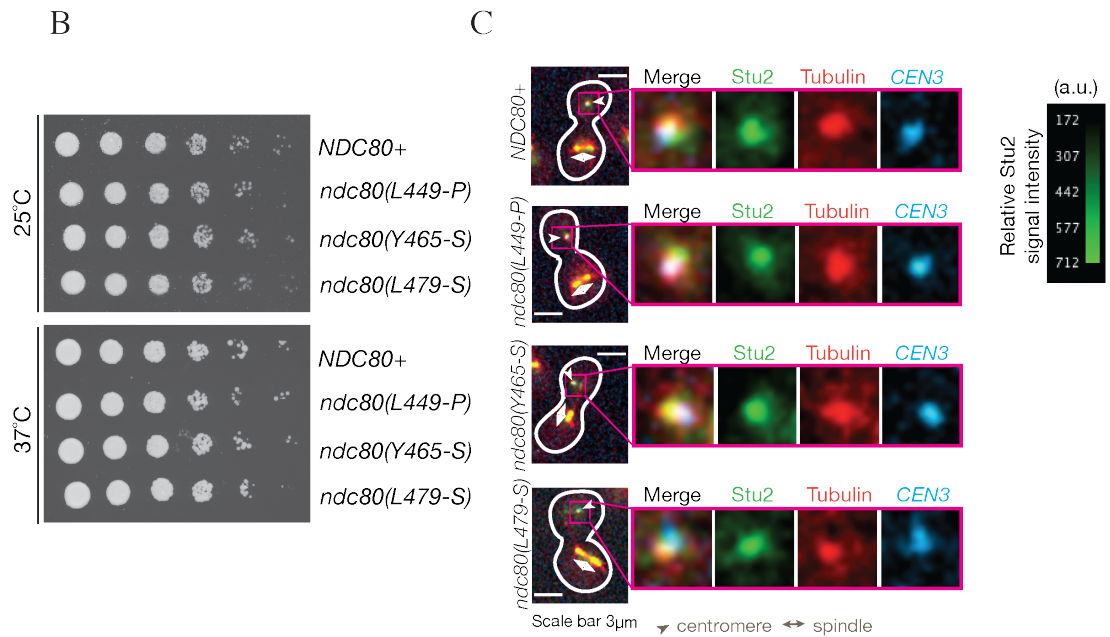 B
25°C
NDC80+
ndc80(L449-P)
ndc80(Y465-S)
ndc80(L479-S)
37°C
NDC80+
ndc80(L449-P)
ndc80(Y465-S)
ndc80(L479-S)
C
NDC80+
Merge Stu2 Tubulin CEN3
ndc80(L449-P)
Merge Stu2 Tubulin CEN3
ndc80(Y465-S)
Merge Stu2 Tubulin CEN3
ndc80(L479-S)
Merge Stu2 Tubulin CEN3
Scale bar 3µm centromere spindle
Relative Stu2
signal intensity
(a.u.)
172
307
442
577
712